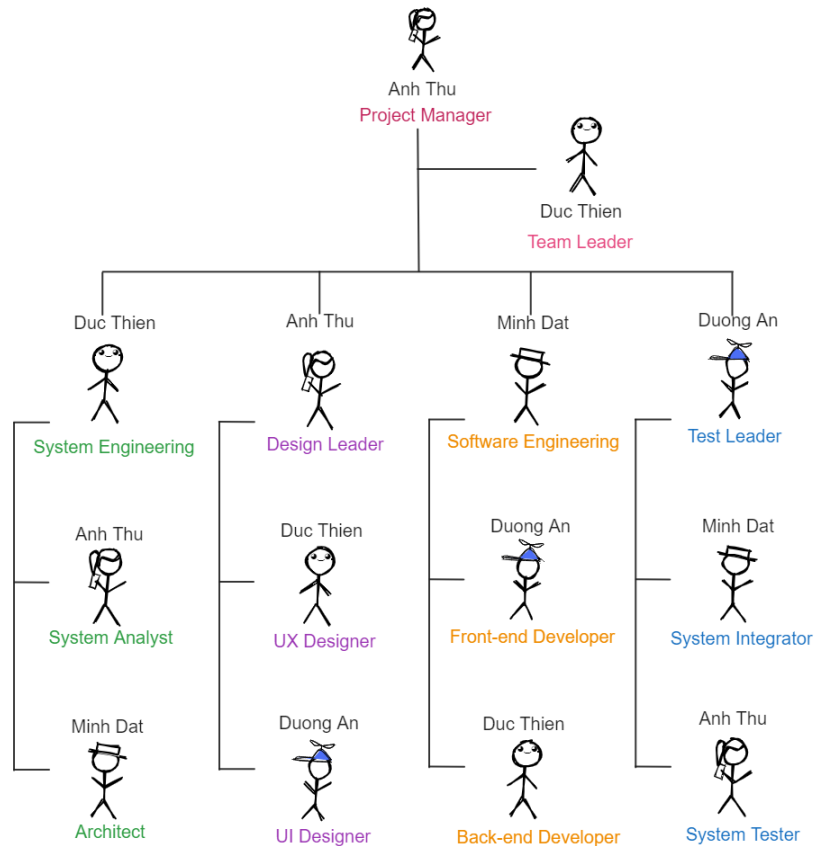 Anh Thu
Project Manager
Duc Thien
Team Leader
Duc Thien
System Engineering
Anh Thu
System Analyst
Minh Dat
Architect
Anh Thu
Design Leader
Duc Thien
UX Designer
Duong An
UI Designer
Minh Dat
Software Engineering
Duong An
Front-end Developer
Duc Thien
Back-end Developer
Duong An
Test Leader
Minh Dat
System Integrator
Anh Thu
System Tester